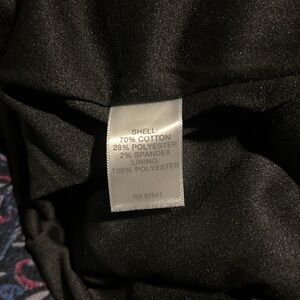 SHELL:
70% COTTON
28% POLYESTER
2% SPANDEX
LINING:
100% POLYESTER
RN 97641